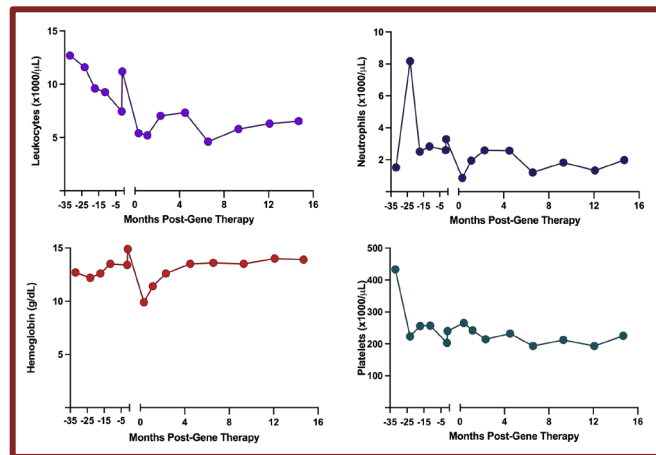 Leukocytes (x1000/μL)
15
10
5
-35 -25 -15 -5 0 4 8 12 16
Months Post-Gene Therapy
Neutrophils (x1000/μL)
10
8
6
4
2
-35 -25 -15 -5 0 4 8 12 16
Months Post-Gene Therapy
Hemoglobin (g/dL)
15
10
5
-35 -25 -15 -5 0 4 8 12 16
Months Post-Gene Therapy
Platelets (x1000/μL)
500
400
300
200
100
-35 -25 -15 -5 0 4 8 12 16
Months Post-Gene Therapy